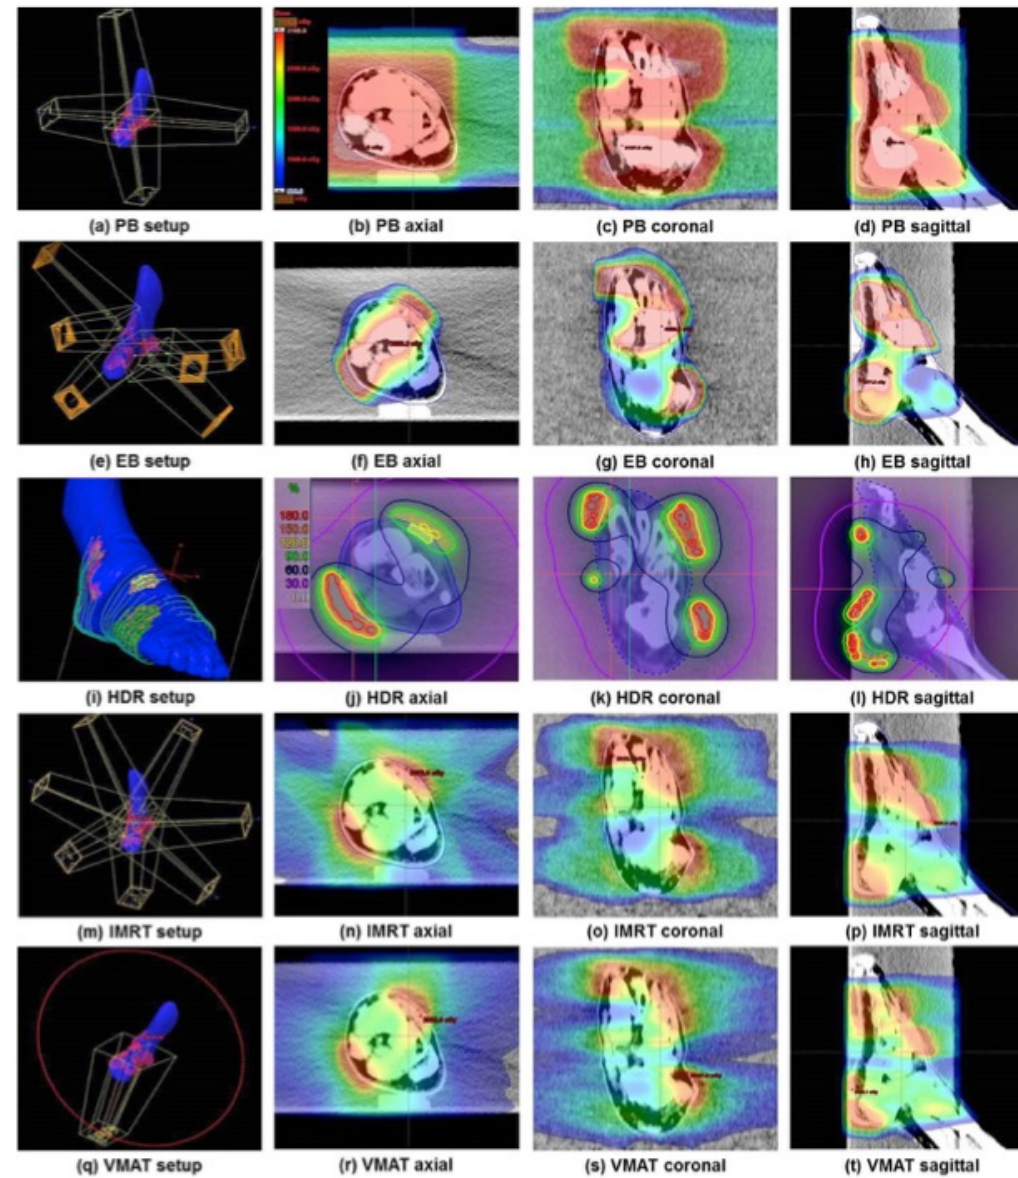 (a) PB setup
(b) PB axial
(c) PB coronal
(d) PB sagittal
(e) EB setup
(f) EB axial
(g) EB coronal
(h) EB sagittal
%
180.0
150.0
120.0
90.0
60.0
30.0
(i) HDR setup
(j) HDR axial
(k) HDR coronal
(l) HDR sagittal
(m) IMRT setup
(n) IMRT axial
(o) IMRT coronal
(p) IMRT sagittal
(q) VMAT setup
(r) VMAT axial
(s) VMAT coronal
(t) VMAT sagittal